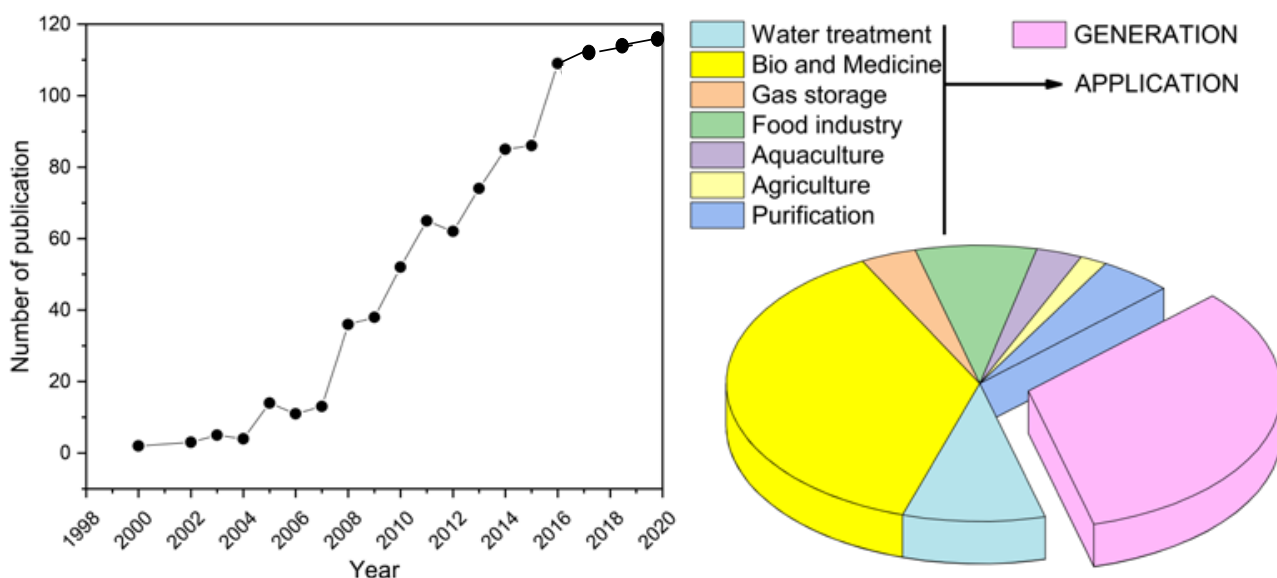 120
100
80
60
40
20
0
Number of publication
1998
2000
2002
2004
2006
2008
2010
2012
2014
2016
2018
2020
Year
Water treatment
Bio and Medicine
Gas storage
Food industry
Aquaculture
Agriculture
Purification
GENERATION
APPLICATION